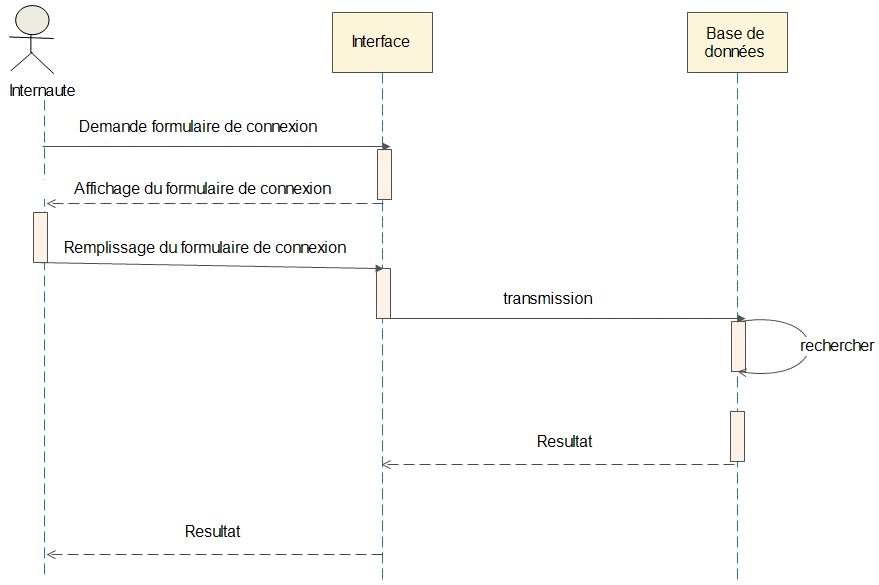 Interface
Base de
données
Internaute
Demande formulaire de connexion
Affichage du formulaire de connexion
Remplissage du formulaire de connexion
transmission
rechercher
Resultat
Resultat